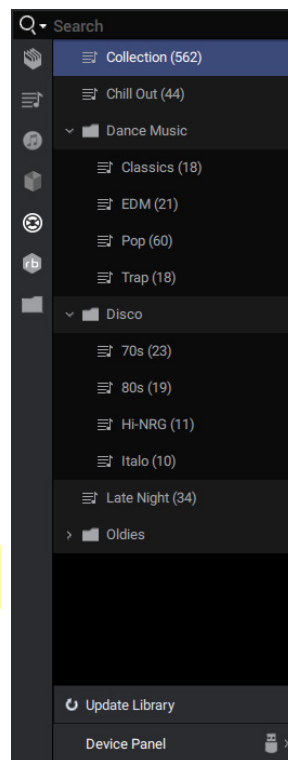 Search
Collection (562)
Chill Out (44)
Dance Music
Classics (18)
EDM (21)
Pop (60)
Trap (18)
Disco
70s (23)
80s (19)
Hi-NRG (11)
Italo (10)
rb
Late Night (34)
Oldies
Update Library
Device Panel